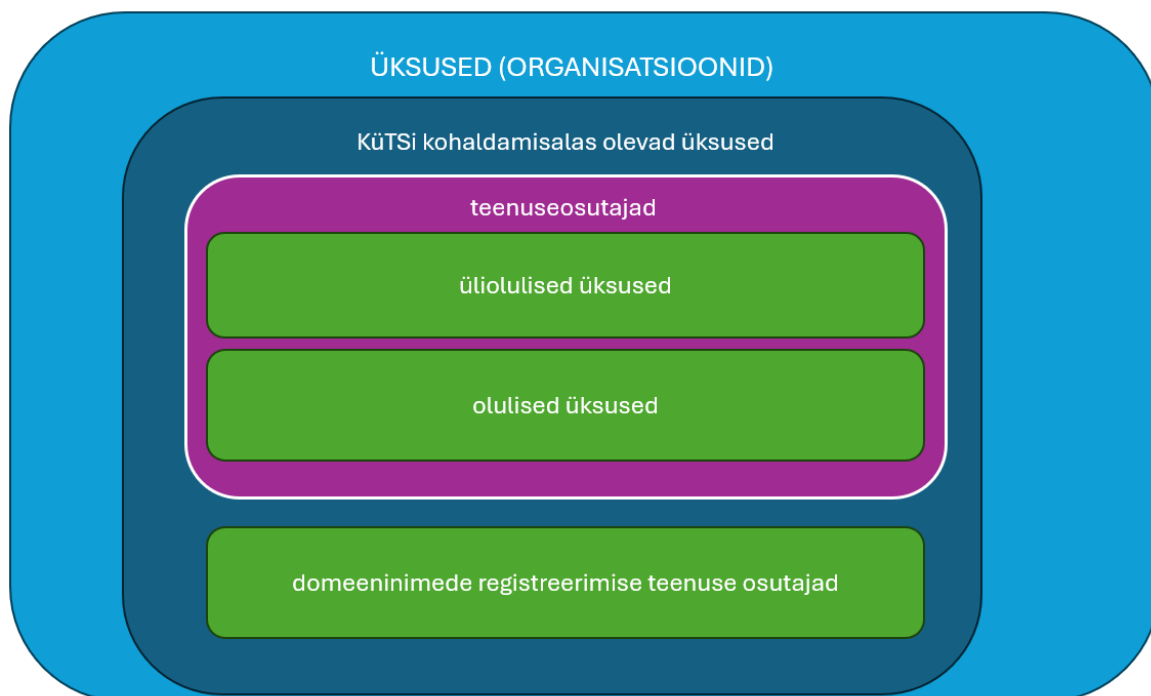 ÜKSUSED (ORGANISATSIOONID)
KüTSi kohaldamisalas olevad üksused
teenuseosutajad
üliolulised üksused
olulised üksused
domeeninimede registreerimise teenuse osutajad